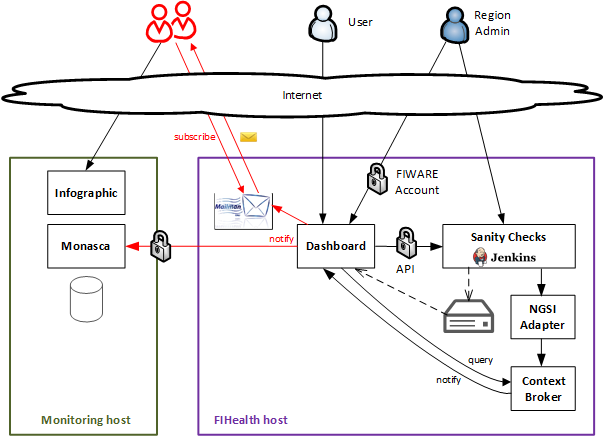 User
Region
Admin
Internet
subscribe
Infographic
FIWARE
Account
Mailman
notify
Monasca
Dashboard
API
Sanity Checks
Jenkins
NGSI
Adapter
query
notify
Context
Broker
Monitoring host
FIHealth host